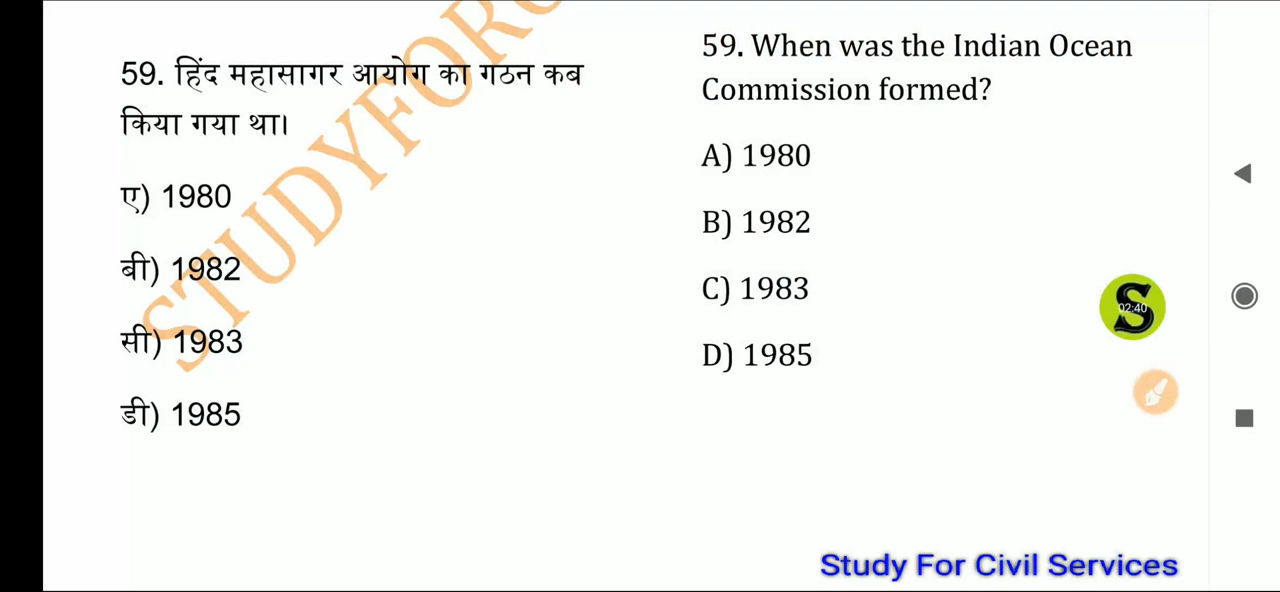 59. हिंद महासागर आयोग का गठन कब
किया गया था।
ए) 1980
बी) 1982
सी) 1983
डी) 1985
59. When was the Indian Ocean
Commission formed?
A) 1980
B) 1982
C) 1983
D) 1985
STUDYFORC
S
02:40
Study For Civil Services